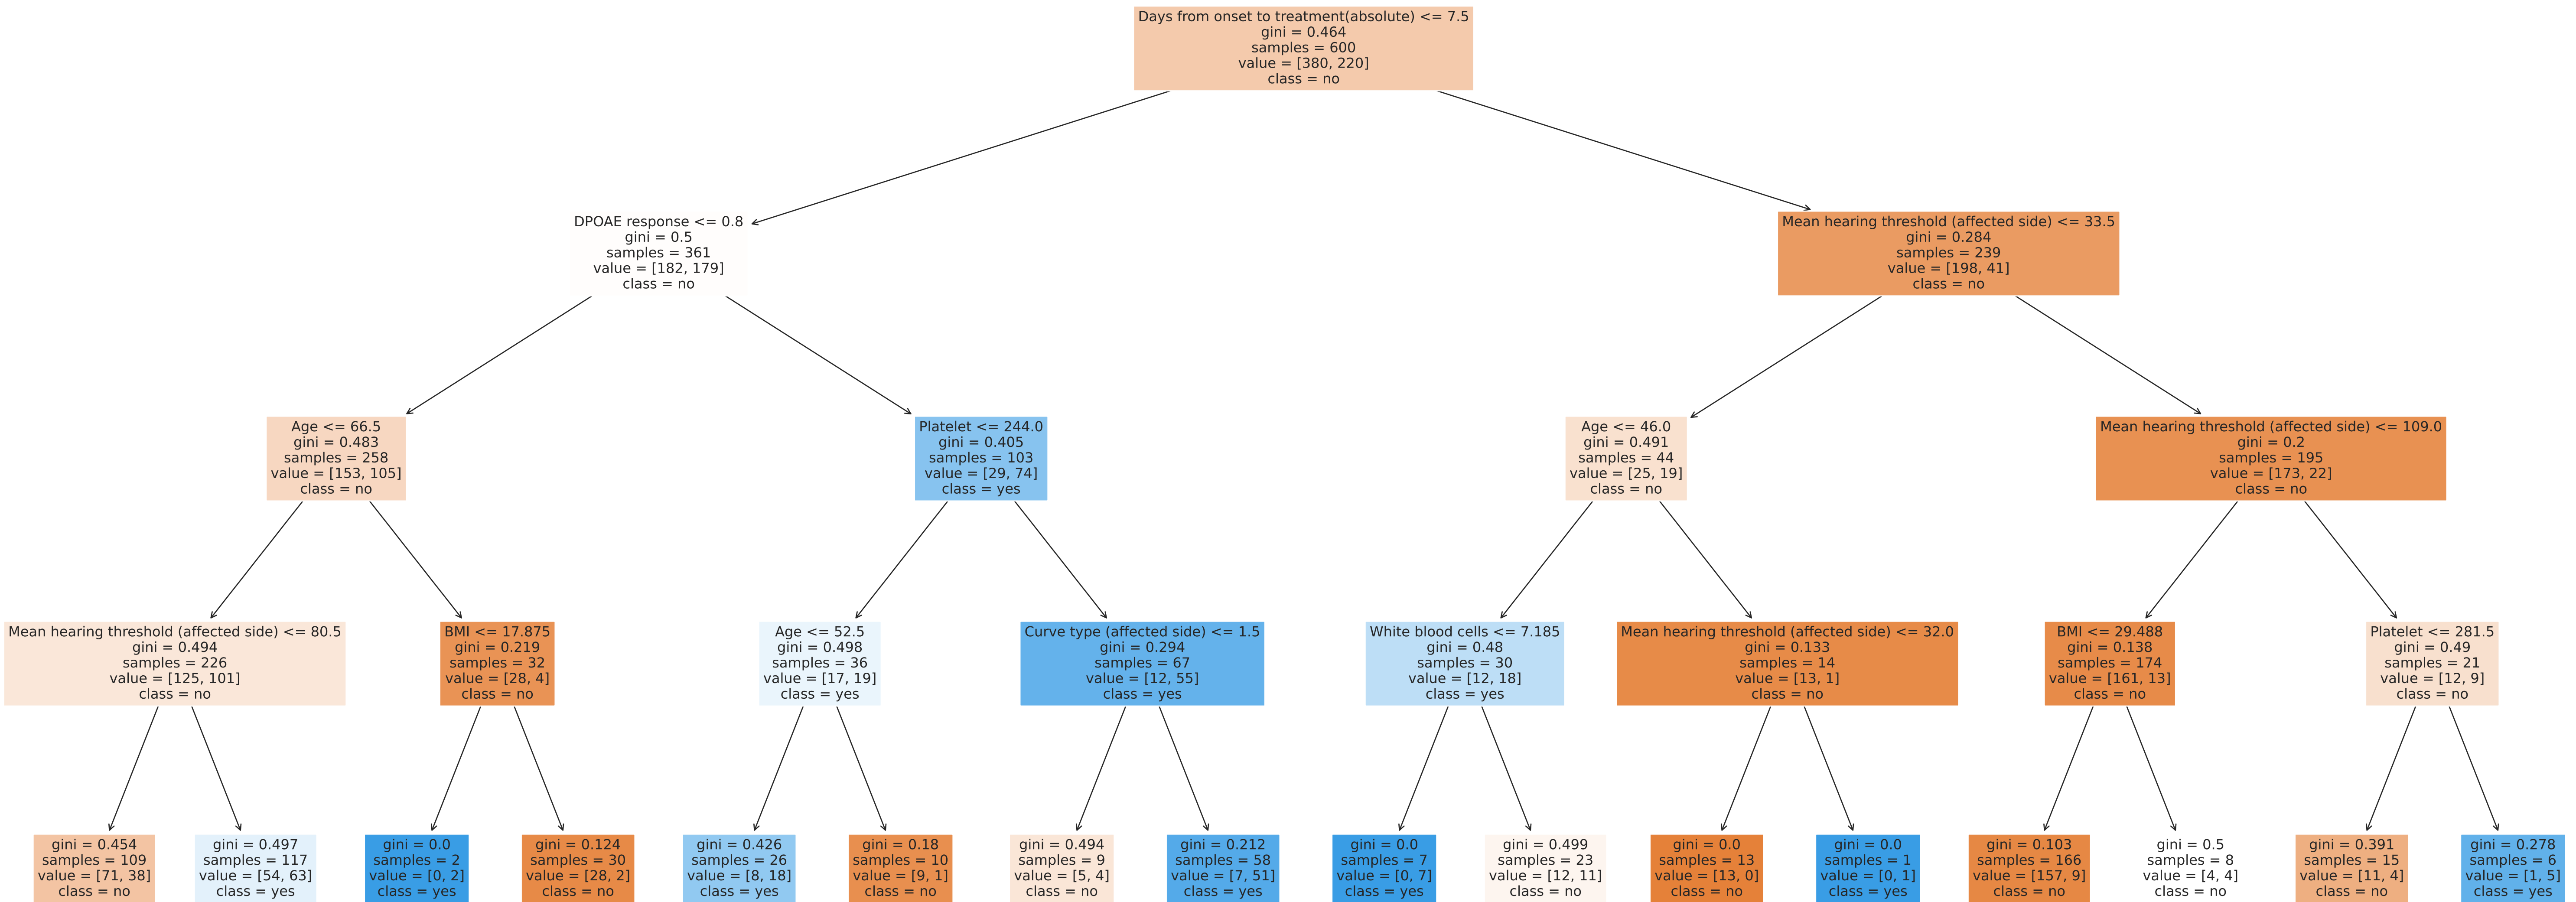 Days from onset to treatment(absolute) <= 7.5
gini = 0.464
samples = 600
value = [380, 220]
class = no
DPOAE response <= 0.8
gini = 0.5
samples = 361
value = [182, 179]
class = no
Mean hearing threshold (affected side) <= 33.5
gini = 0.284
samples = 239
value = [198, 41]
class = no
Age <= 66.5
gini = 0.483
samples = 258
value = [153, 105]
class = no
Platelet <= 244.0
gini = 0.405
samples = 103
value = [29, 74]
class = yes
Age <= 46.0
gini = 0.491
samples = 44
value = [25, 19]
class = no
Mean hearing threshold (affected side) <= 109.0
gini = 0.2
samples = 195
value = [173, 22]
class = no
Mean hearing threshold (affected side) <= 80.5
gini = 0.494
samples = 226
value = [125, 101]
class = no
BMI <= 17.875
gini = 0.219
samples = 32
value = [28, 4]
class = no
Age <= 52.5
gini = 0.498
samples = 36
value = [17, 19]
class = yes
Curve type (affected side) <= 1.5
gini = 0.294
samples = 67
value = [12, 55]
class = yes
White blood cells <= 7.185
gini = 0.48
samples = 30
value = [12, 18]
class = yes
Mean hearing threshold (affected side) <= 32.0
gini = 0.133
samples = 14
value = [13, 1]
class = no
BMI <= 29.488
gini = 0.138
samples = 174
value = [161, 13]
class = no
Platelet <= 281.5
gini = 0.49
samples = 21
value = [12, 9]
class = no
gini = 0.454
samples = 109
value = [71, 38]
class = no
gini = 0.497
samples = 117
value = [54, 63]
class = yes
gini = 0.0
samples = 2
value = [0, 2]
class = yes
gini = 0.124
samples = 30
value = [28, 2]
class = no
gini = 0.426
samples = 26
value = [8, 18]
class = yes
gini = 0.18
samples = 10
value = [9, 1]
class = no
gini = 0.494
samples = 9
value = [5, 4]
class = no
gini = 0.212
samples = 58
value = [7, 51]
class = yes
gini = 0.0
samples = 7
value = [0, 7]
class = yes
gini = 0.499
samples = 23
value = [12, 11]
class = no
gini = 0.0
samples = 13
value = [13, 0]
class = no
gini = 0.0
samples = 1
value = [0, 1]
class = yes
gini = 0.103
samples = 166
value = [157, 9]
class = no
gini = 0.5
samples = 8
value = [4, 4]
class = no
gini = 0.391
samples = 15
value = [11, 4]
class = no
gini = 0.278
samples = 6
value = [1, 5]
class = yes